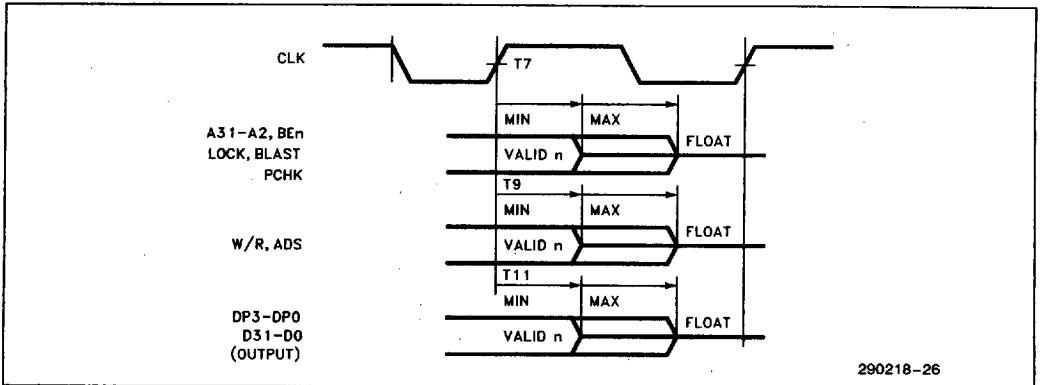 CLK
T7
MIN MAX
A31-A2, BEn
LOCK, BLAST VALID n FLOAT
PCHK
T9
MIN MAX
W/R, ADS VALID n FLOAT
T11
MIN MAX
DP3-DP0
D31-D0 VALID n FLOAT
(OUTPUT)
290218-26